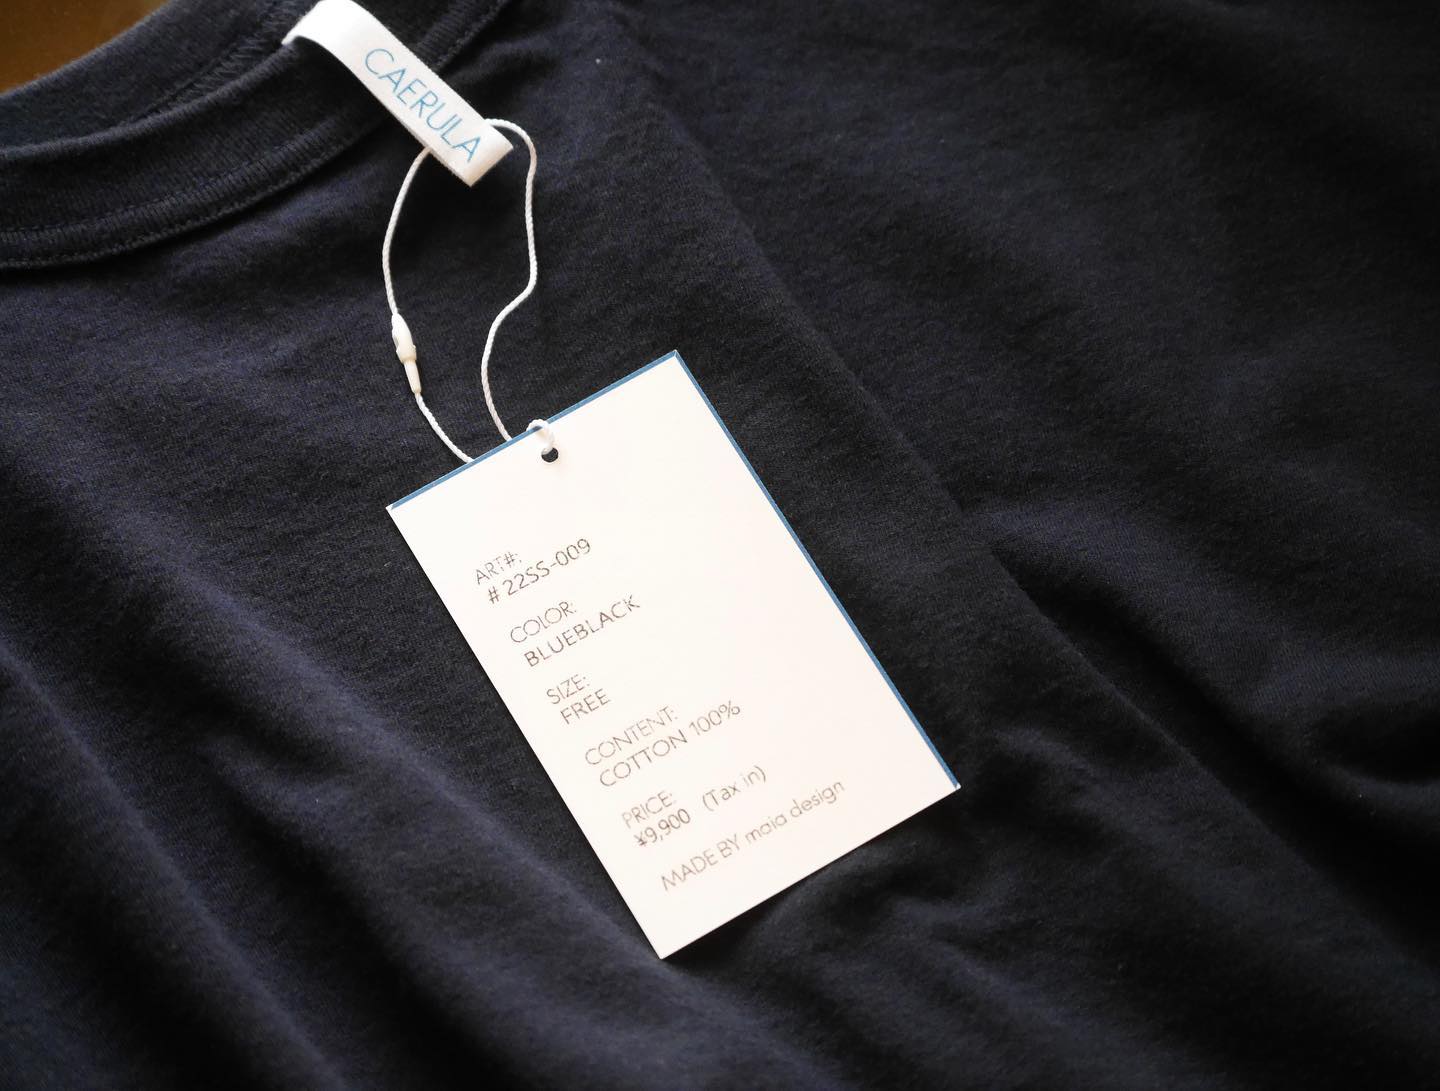 CAERULA
ART#:
# 22SS-009
COLOR:
BLUEBLACK
SIZE:
FREE
CONTENT:
COTTON 100%
PRICE:
¥9,900 (Tax in)
MADE BY maia design